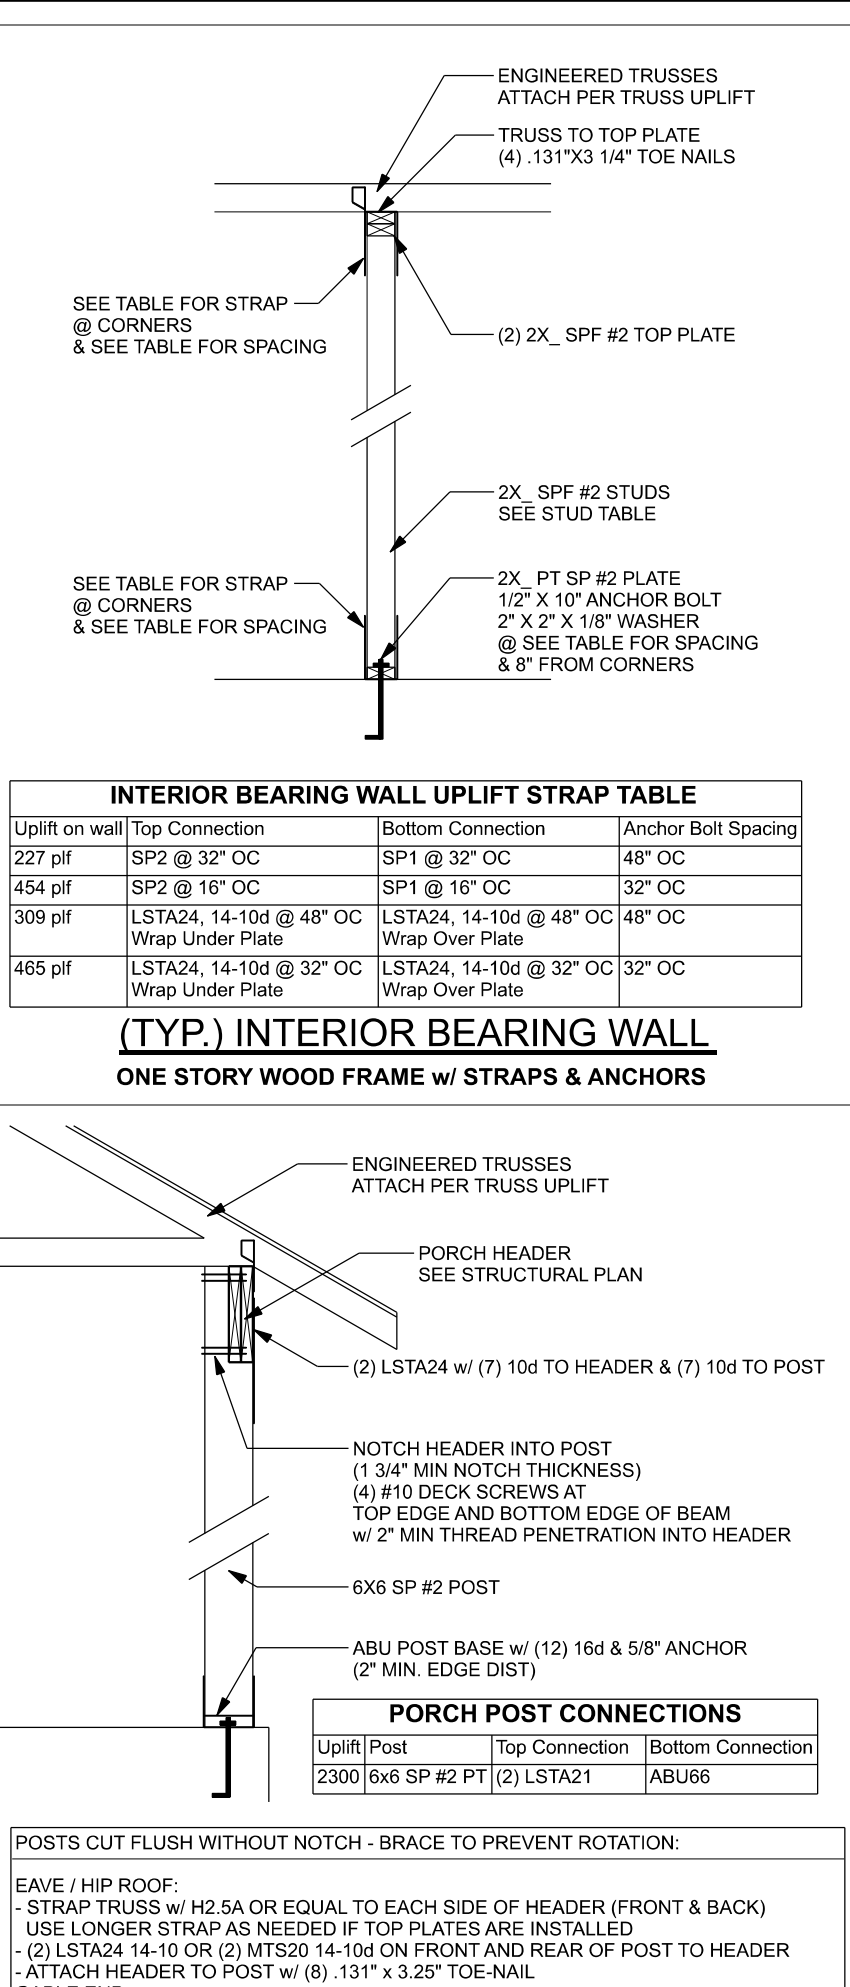 ENGINEERED TRUSSES
ATTACH PER TRUSS UPLIFT
TRUSS TO TOP PLATE
(4) .131"X3 1/4" TOE NAILS
SEE TABLE FOR STRAP
@ CORNERS
& SEE TABLE FOR SPACING
(2) 2X_ SPF #2 TOP PLATE
2X_ SPF #2 STUDS
SEE STUD TABLE
SEE TABLE FOR STRAP
@ CORNERS
& SEE TABLE FOR SPACING
2X_ PT SP #2 PLATE
1/2" X 10" ANCHOR BOLT
2" X 2" X 1/8" WASHER
@ SEE TABLE FOR SPACING
& 8" FROM CORNERS
INTERIOR BEARING WALL UPLIFT STRAP TABLE
Uplift on wall Top Connection Bottom Connection Anchor Bolt Spacing
227 plf SP2 @ 32" OC SP1 @ 32" OC 48" OC
454 plf SP2 @ 16" OC SP1 @ 16" OC 32" OC
309 plf LSTA24, 14-10d @ 48" OC LSTA24, 14-10d @ 48" OC 48" OC
Wrap Under Plate Wrap Over Plate
465 plf LSTA24, 14-10d @ 32" OC LSTA24, 14-10d @ 32" OC 32" OC
Wrap Under Plate Wrap Over Plate
(TYP.) INTERIOR BEARING WALL
ONE STORY WOOD FRAME w/ STRAPS & ANCHORS
ENGINEERED TRUSSES
ATTACH PER TRUSS UPLIFT
PORCH HEADER
SEE STRUCTURAL PLAN
(2) LSTA24 w/ (7) 10d TO HEADER & (7) 10d TO POST
NOTCH HEADER INTO POST
(1 3/4" MIN NOTCH THICKNESS)
(4) #10 DECK SCREWS AT
TOP EDGE AND BOTTOM EDGE OF BEAM
w/ 2" MIN THREAD PENETRATION INTO HEADER
6X6 SP #2 POST
ABU POST BASE w/ (12) 16d & 5/8" ANCHOR
(2" MIN. EDGE DIST)
PORCH POST CONNECTIONS
Uplift Post Top Connection Bottom Connection
2300 6x6 SP #2 PT (2) LSTA21 ABU66
POSTS CUT FLUSH WITHOUT NOTCH - BRACE TO PREVENT ROTATION:
EAVE / HIP ROOF:
- STRAP TRUSS w/ H2.5A OR EQUAL TO EACH SIDE OF HEADER (FRONT & BACK)
USE LONGER STRAP AS NEEDED IF TOP PLATES ARE INSTALLED
- (2) LSTA24 14-10 OR (2) MTS20 14-10d ON FRONT AND REAR OF POST TO HEADER
- ATTACH HEADER TO POST w/ (8) .131" x 3.25" TOE-NAIL